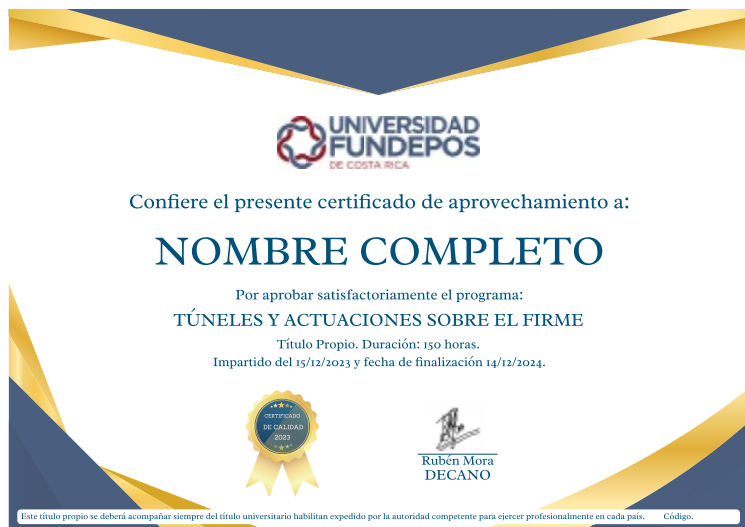 UNIVERSIDAD
FUNDEPOS
DE COSTA RICA
Confiere el presente certificado de aprovechamiento a:
NOMBRE COMPLETO
Por aprobar satisfactoriamente el programa:
TÚNELES Y ACTUACIONES SOBRE EL FIRME
Título Propio. Duración: 150 horas.
Impartido del 15/12/2023 y fecha de finalización 14/12/2024.
CERTIFICADO
DE CALIDAD
2023
Rubén Mora
DECANO
Este título propio se deberá acompañar siempre del título universitario habilitan expedido por la autoridad competente para ejercer profesionalmente en cada país. Código.